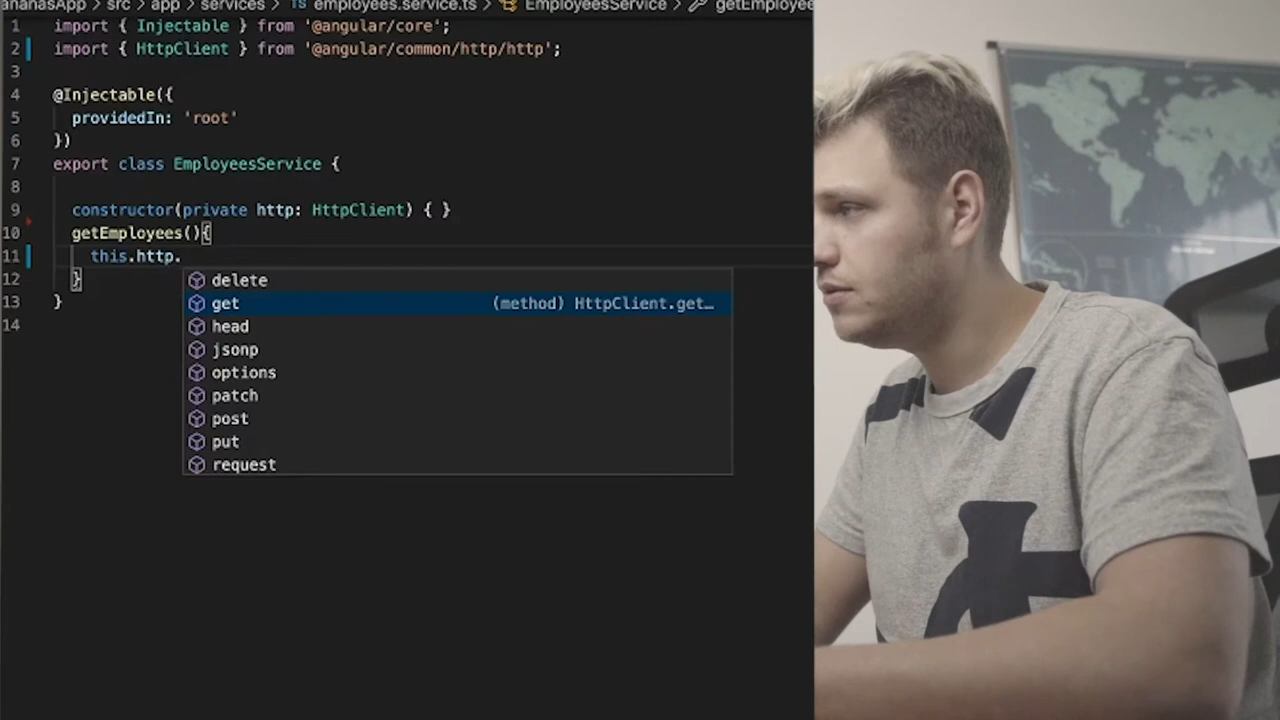 ananasApp > src > app > services > TS employees.service.ts > EmployeesService > getEmployee
1 import { Injectable } from '@angular/core';
2 import { HttpClient } from '@angular/common/http/http';
3
4 @Injectable({
5 providedIn: 'root'
6 })
7 export class EmployeesService {
8
9 constructor(private http: HttpClient) { }
10 getEmployees(){
11 this.http.
delete
get (method) HttpClient.get…
head
jsonp
options
patch
post
put
request
12 }
13 }
14